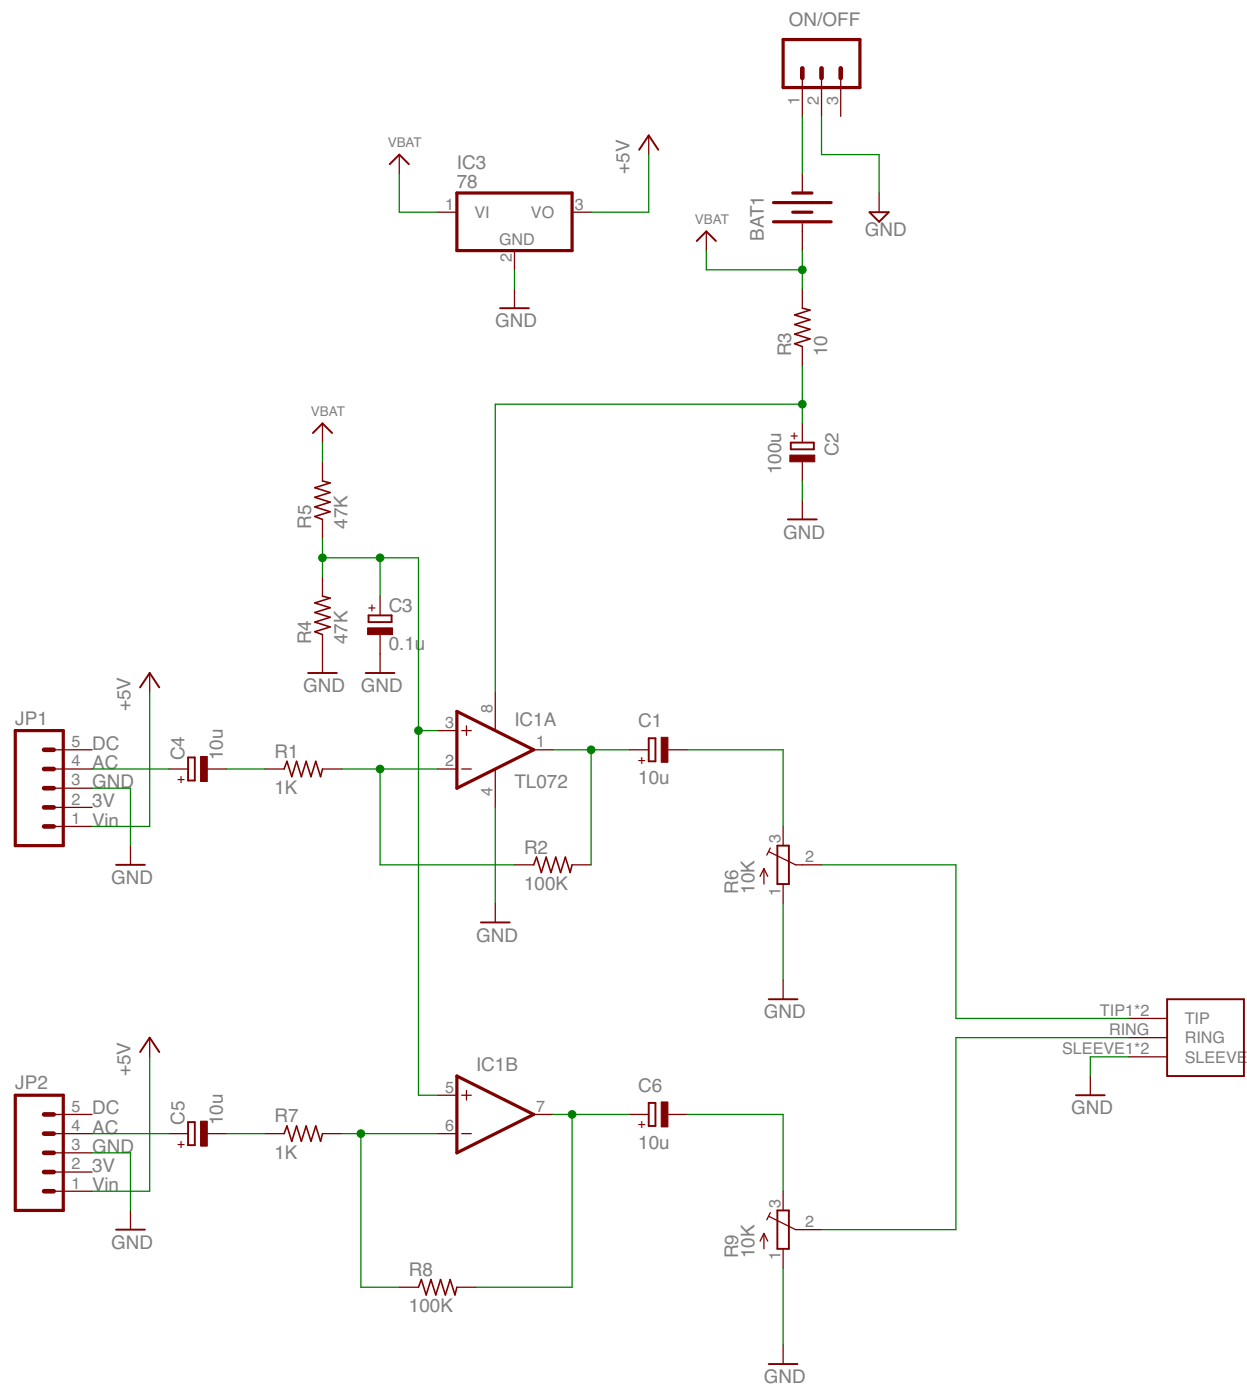 ON/OFF
1
2
3
VBAT
IC3
78
1
VI
VO
3
GND
2
GND
+5V
BAT1
GND
VBAT
R3
10
100u
+
C2
GND
VBAT
R5
47K
R4
47K
+
C3
0.1u
GND
GND
+5V
JP1
5
DC
4
AC
3
GND
2
3V
1
Vin
GND
C4
10u
+
R1
1K
3
+
2
−
8
4
1
IC1A
TL072
R2
100K
GND
C1
+
10u
R6
10K
3
2
1
GND
TIP1*2
RING
SLEEVE1*2
TIP
RING
SLEEVE
GND
+5V
JP2
5
DC
4
AC
3
GND
2
3V
1
Vin
GND
C5
10u
+
R7
1K
IC1B
5
+
6
−
7
R8
100K
C6
+
10u
R9
10K
3
2
1
GND